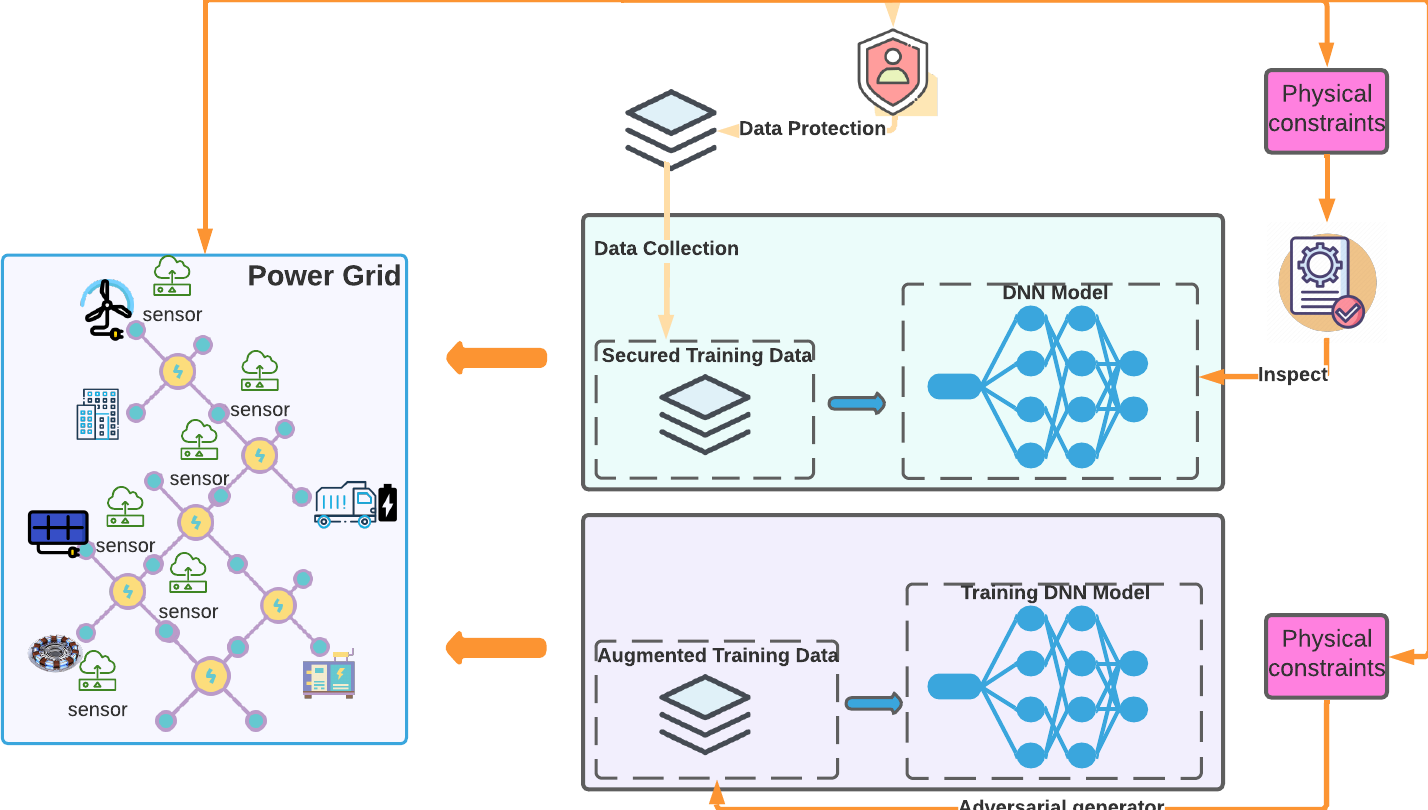 Physical
constraints
Data Protection
Data Collection
Power Grid
sensor
DNN Model
Secured Training Data
Inspect
sensor
sensor
sensor
sensor
sensor
Training DNN Model
Augmented Training Data
Physical
constraints
Adversarial generator